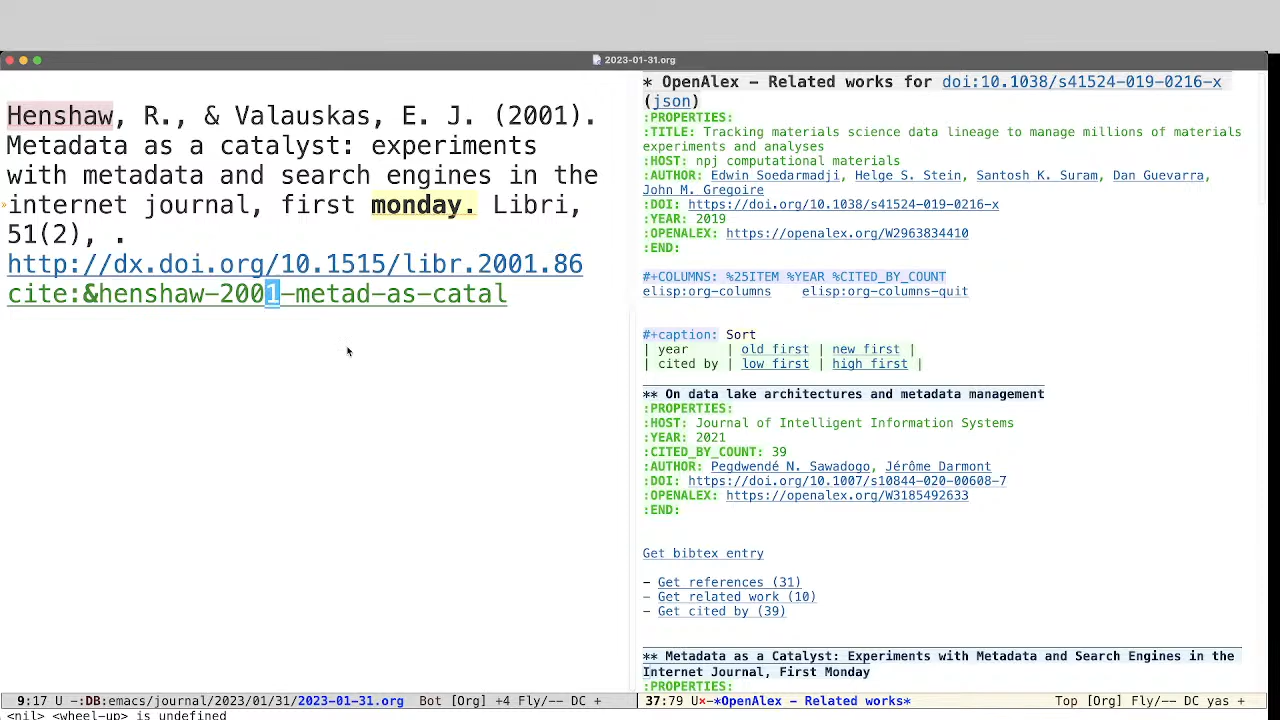 2023-01-31.org
Henshaw, R., & Valauskas, E. J. (2001).
Metadata as a catalyst: experiments
with metadata and search engines in the
internet journal, first monday. Libri,
51(2), .
http://dx.doi.org/10.1515/libr.2001.86
cite:&henshaw-2001-metad-as-catal
9:17 U -:DB:emacs/journal/2023/01/31/2023-01-31.org Bot [Org] +4 Fly/-- DC +
* OpenAlex - Related works for doi:10.1038/s41524-019-0216-x
(json)
:PROPERTIES:
:TITLE: Tracking materials science data lineage to manage millions of materials
experiments and analyses
:HOST: npj computational materials
:AUTHOR: Edwin Soedarmadji, Helge S. Stein, Santosh K. Suram, Dan Guevarra,
John M. Gregoire
:DOI: https://doi.org/10.1038/s41524-019-0216-x
:YEAR: 2019
:OPENALEX: https://openalex.org/W2963834410
:END:
#+COLUMNS: %25ITEM %YEAR %CITED_BY_COUNT
elisp:org-columns    elisp:org-columns-quit
#+caption: Sort
| year     | old first | new first |
| cited by | low first | high first |
** On data lake architectures and metadata management
:PROPERTIES:
:HOST: Journal of Intelligent Information Systems
:YEAR: 2021
:CITED_BY_COUNT: 39
:AUTHOR: Pegdwendé N. Sawadogo, Jérôme Darmont
:DOI: https://doi.org/10.1007/s10844-020-00608-7
:OPENALEX: https://openalex.org/W3185492633
:END:
Get bibtex entry
- Get references (31)
- Get related work (10)
- Get cited by (39)
** Metadata as a Catalyst: Experiments with Metadata and Search Engines in the
Internet Journal, First Monday
:PROPERTIES:
37:79 U×-*OpenAlex - Related works* Top [Org] Fly/-- DC yas +
<nil> <wheel-up> is undefined